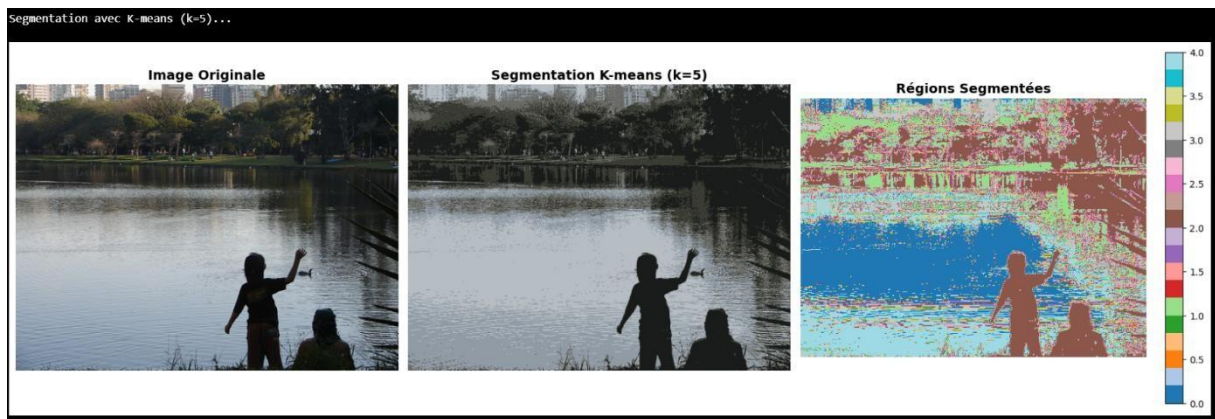 Segmentation avec K-means (k=5)...
Image Originale
Segmentation K-means (k=5)
Régions Segmentées
4.0
3.5
3.0
2.5
2.0
1.5
1.0
0.5
0.0